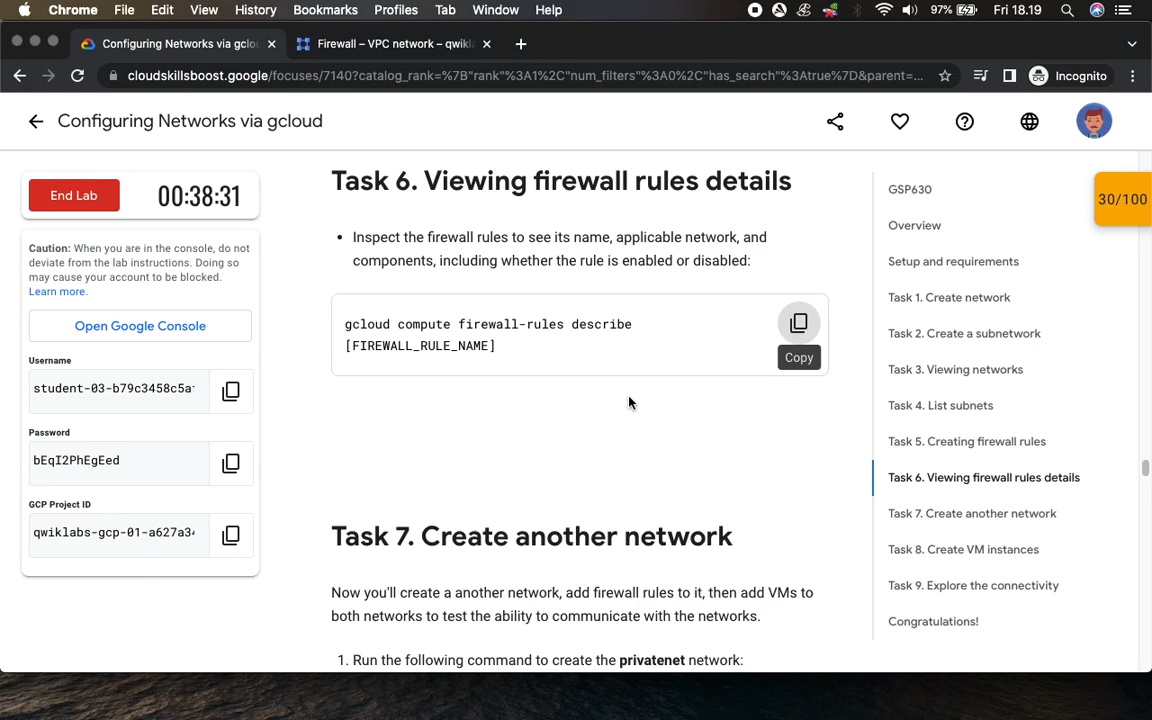 Chrome File Edit View History Bookmarks Profiles Tab Window Help 97% Fri 18.19
Configuring Networks via gclou Firewall – VPC network – qwikl
cloudskillsboost.google/focuses/7140?catalog_rank=%7B"rank"%3A1%2C"num_filters"%3A0%2C"has_search"%3Atrue%7D&parent=... Incognito
Configuring Networks via gcloud
End Lab 00:38:31
Caution: When you are in the console, do not
deviate from the lab instructions. Doing so
may cause your account to be blocked.
Learn more.
Open Google Console
Username
student-03-b79c3458c5a
Password
bEqI2PhEgEed
GCP Project ID
qwiklabs-gcp-01-a627a34
Task 6. Viewing firewall rules details
• Inspect the firewall rules to see its name, applicable network, and
components, including whether the rule is enabled or disabled:
gcloud compute firewall-rules describe
[FIREWALL_RULE_NAME]
Copy
Task 7. Create another network
Now you'll create a another network, add firewall rules to it, then add VMs to
both networks to test the ability to communicate with the networks.
1. Run the following command to create the privatenet network:
GSP630
Overview
Setup and requirements
Task 1. Create network
Task 2. Create a subnetwork
Task 3. Viewing networks
Task 4. List subnets
Task 5. Creating firewall rules
Task 6. Viewing firewall rules details
Task 7. Create another network
Task 8. Create VM instances
Task 9. Explore the connectivity
Congratulations!
30/100